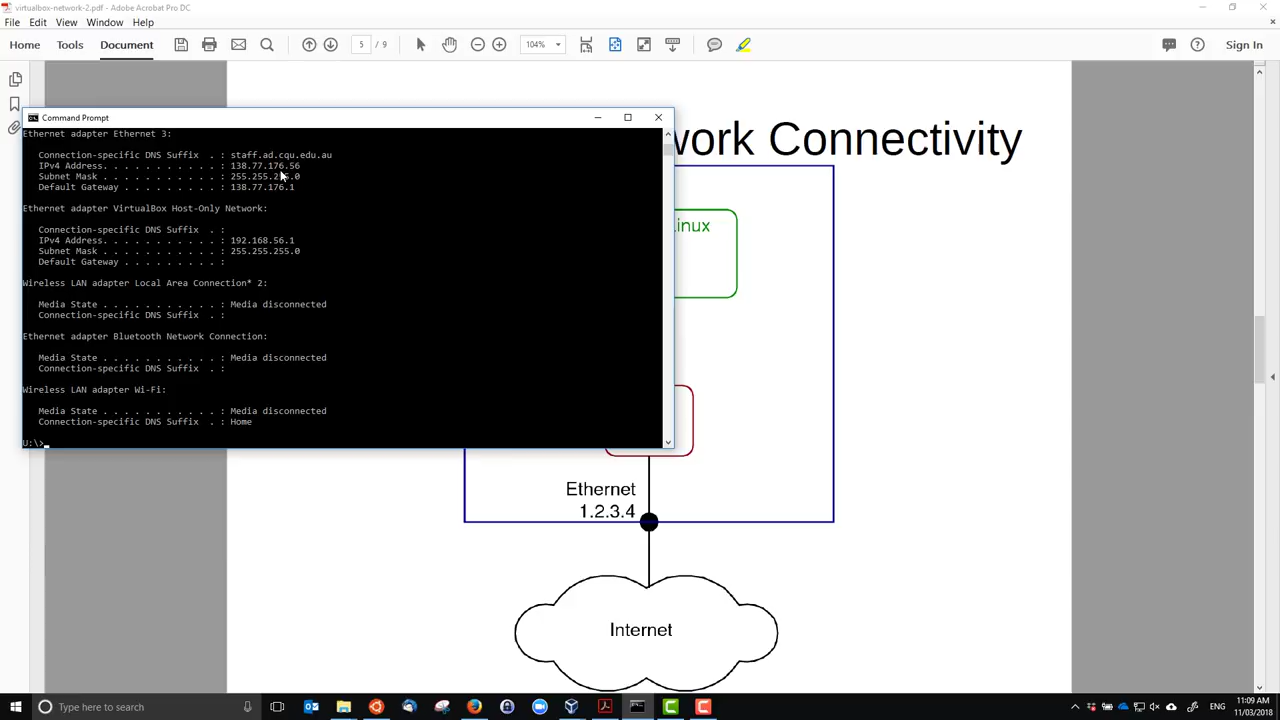 virtualbox-network-2.pdf - Adobe Acrobat Pro DC
File Edit View Window Help
Home Tools Document 5 / 9 104% Sign In
Command Prompt
Ethernet adapter Ethernet 3:
Connection-specific DNS Suffix . : staff.ad.cqu.edu.au
IPv4 Address. . . . . . . . . . . : 138.77.176.56
Subnet Mask . . . . . . . . . . . : 255.255.2 .0
Default Gateway . . . . . . . . . : 138.77.176.1
Ethernet adapter VirtualBox Host-Only Network:
Connection-specific DNS Suffix . :
IPv4 Address. . . . . . . . . . . : 192.168.56.1
Subnet Mask . . . . . . . . . . . : 255.255.255.0
Default Gateway . . . . . . . . . :
Wireless LAN adapter Local Area Connection* 2:
Media State . . . . . . . . . . . : Media disconnected
Connection-specific DNS Suffix . :
Ethernet adapter Bluetooth Network Connection:
Media State . . . . . . . . . . . : Media disconnected
Connection-specific DNS Suffix . :
Wireless LAN adapter Wi-Fi:
Media State . . . . . . . . . . . : Media disconnected
Connection-specific DNS Suffix . : Home
U:\>
work Connectivity
inux
Ethernet
1.2.3.4
Internet
Type here to search
ENG
11:09 AM
11/03/2018